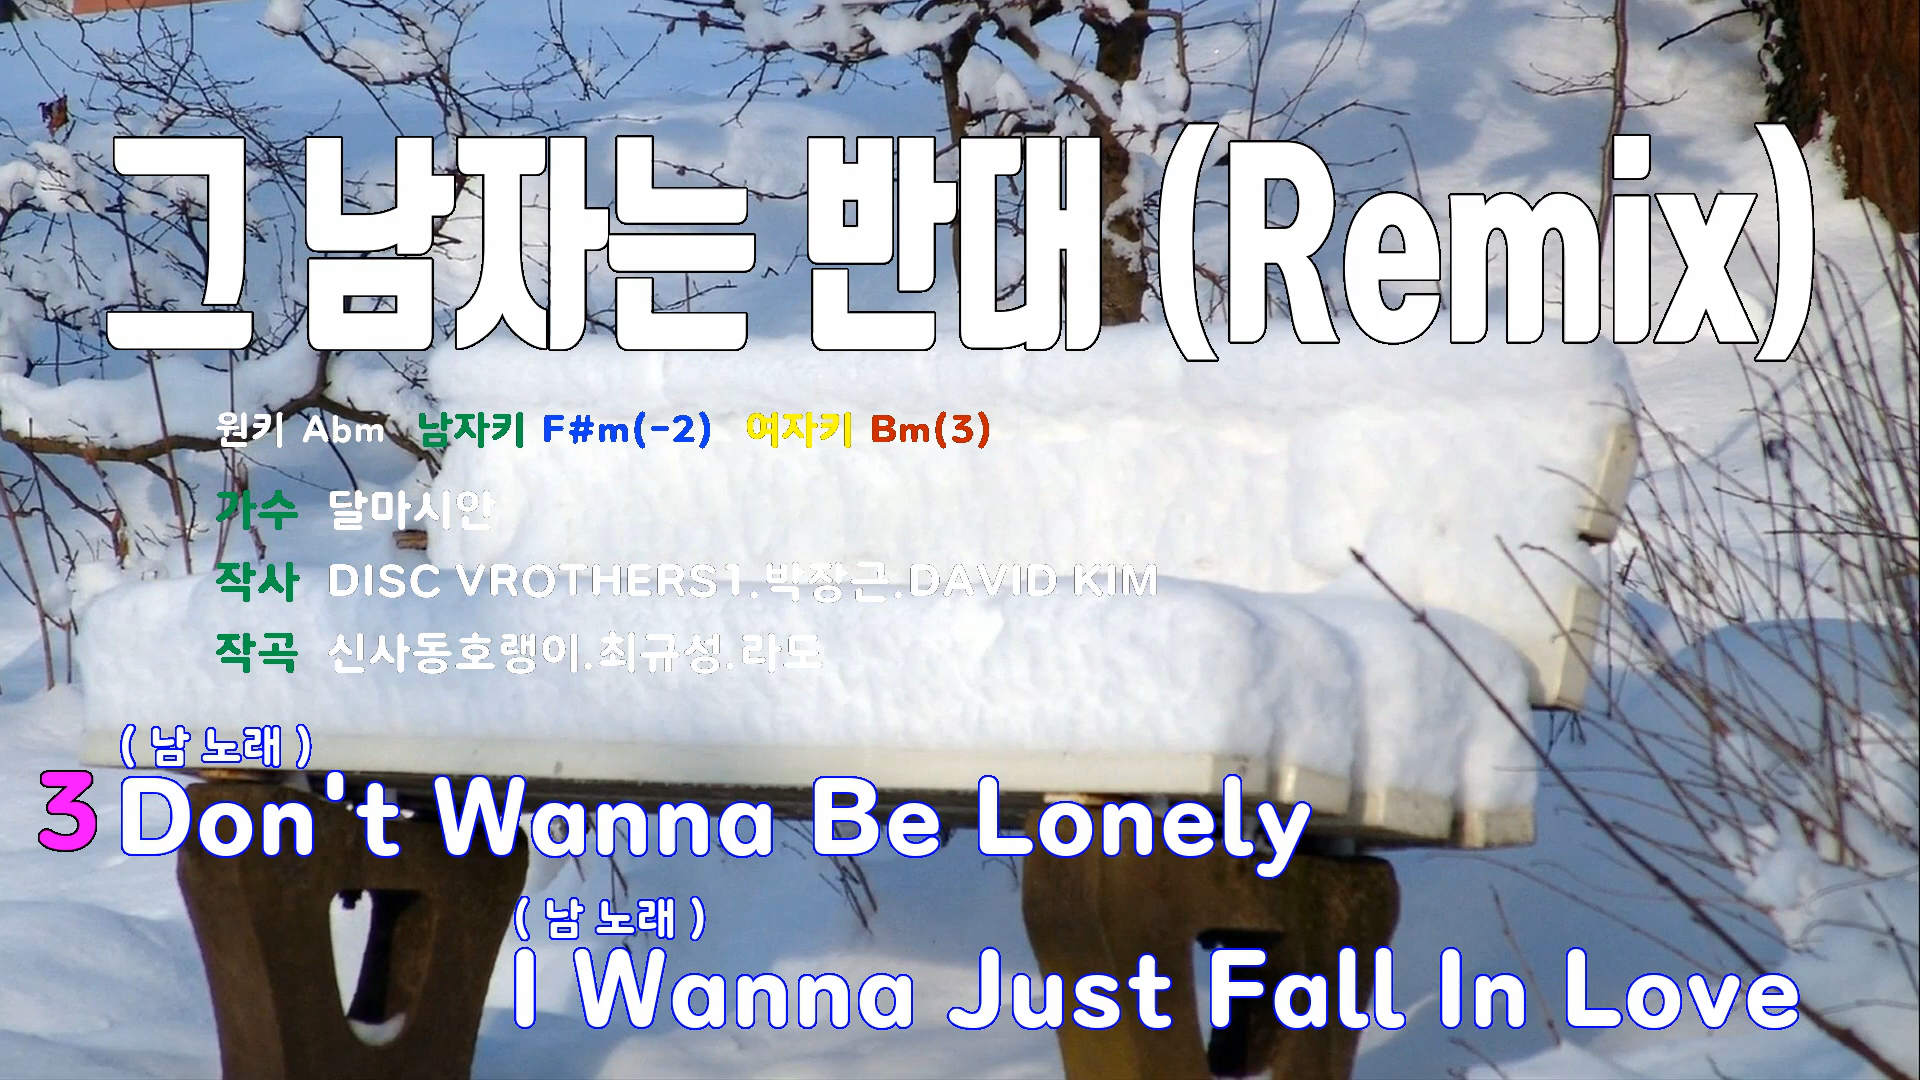 그 남자는 반대 (Remix)
원키 Abm 남자키 F#m(-2) 여자키 Bm(3)
가수 달마시안
작사 DISC VROTHERS1.박장근.DAVID KIM
작곡 신사동호랭이.최규성.라도
( 남 노래 )
3 Don't Wanna Be Lonely
( 남 노래 )
I Wanna Just Fall In Love